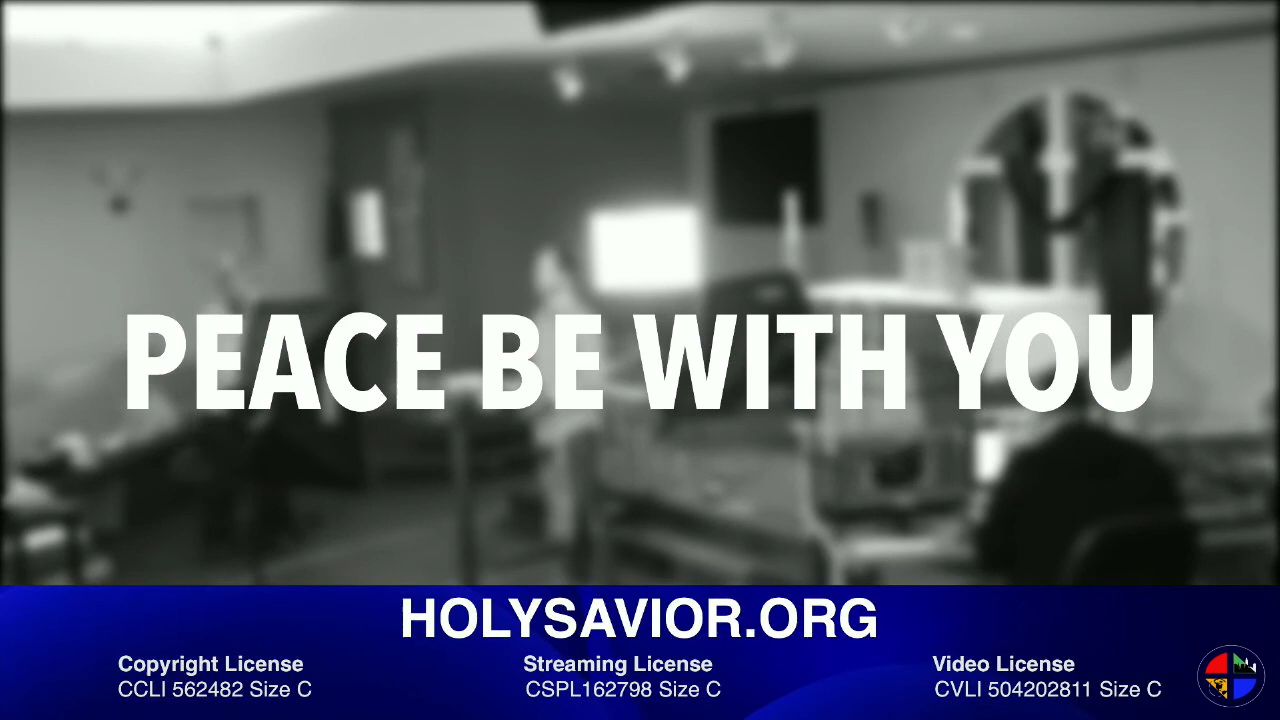 PEACE BE WITH YOU
HOLYSAVIOR.ORG
Copyright License Streaming License Video License
CCLI 562482 Size C CSPL162798 Size C CVLI 504202811 Size C